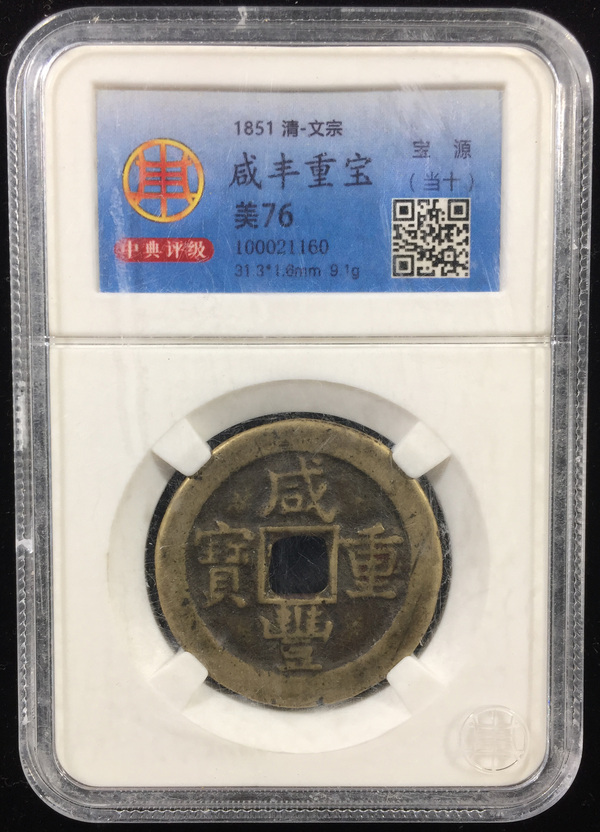 1851 清-文宗
咸丰重宝
美76
100021160
31.3*1.6mm 9.1g
宝 源
(当十)
中典评级
咸
寶 重
豐